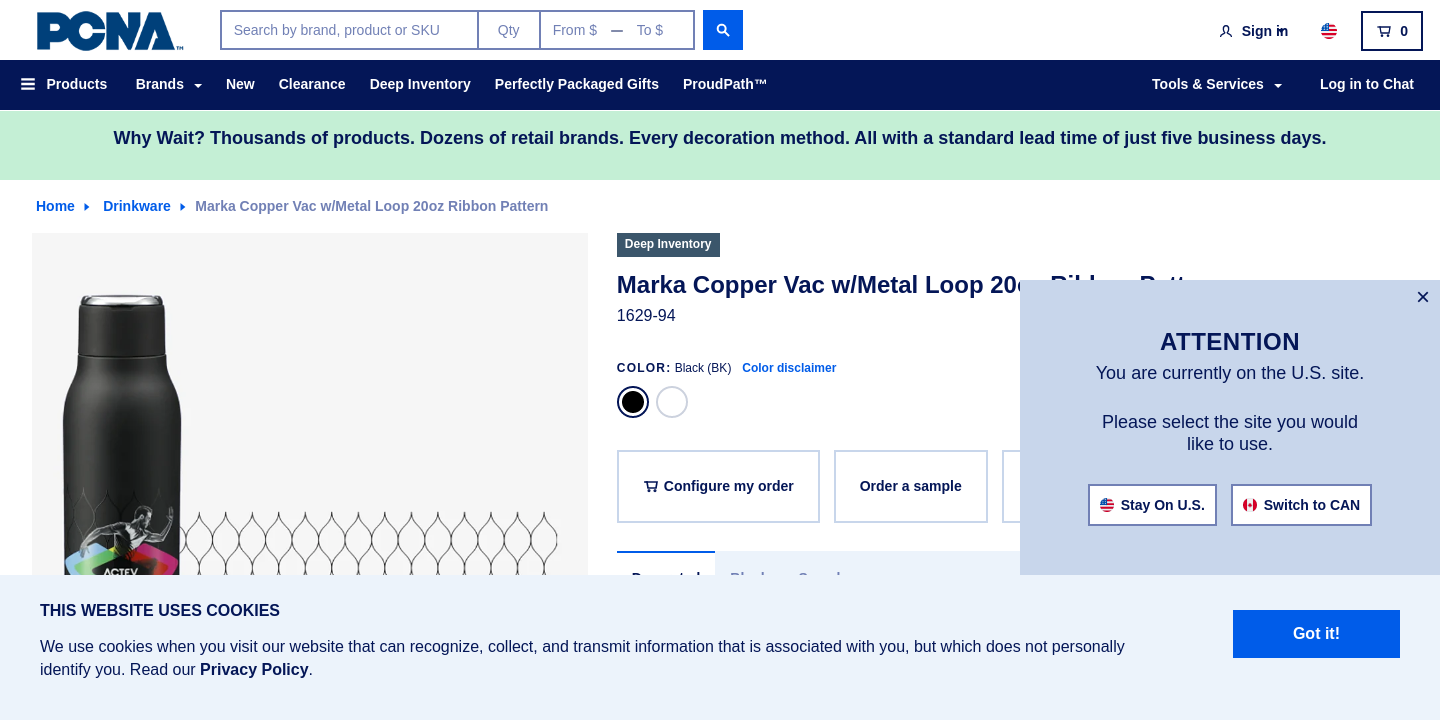 PCNA™
Search by brand, product or SKU
Qty
From $ — To $
Sign in
0
Products
Brands
New
Clearance
Deep Inventory
Perfectly Packaged Gifts
ProudPath™
Tools & Services
Log in to Chat
Why Wait? Thousands of products. Dozens of retail brands. Every decoration method. All with a standard lead time of just five business days.
Home
Drinkware
Marka Copper Vac w/Metal Loop 20oz Ribbon Pattern
Deep Inventory
Marka Copper Vac w/Metal Loop
1629-94
COLOR: Black (BK) Color disclaimer
Configure my order
Order a sample
×
ATTENTION
You are currently on the U.S. site.
Please select the site you would
like to use.
Stay On U.S.
Switch to CAN
THIS WEBSITE USES COOKIES
We use cookies when you visit our website that can recognize, collect, and transmit information that is associated with you, but which does not personally
identify you. Read our Privacy Policy.
Got it!